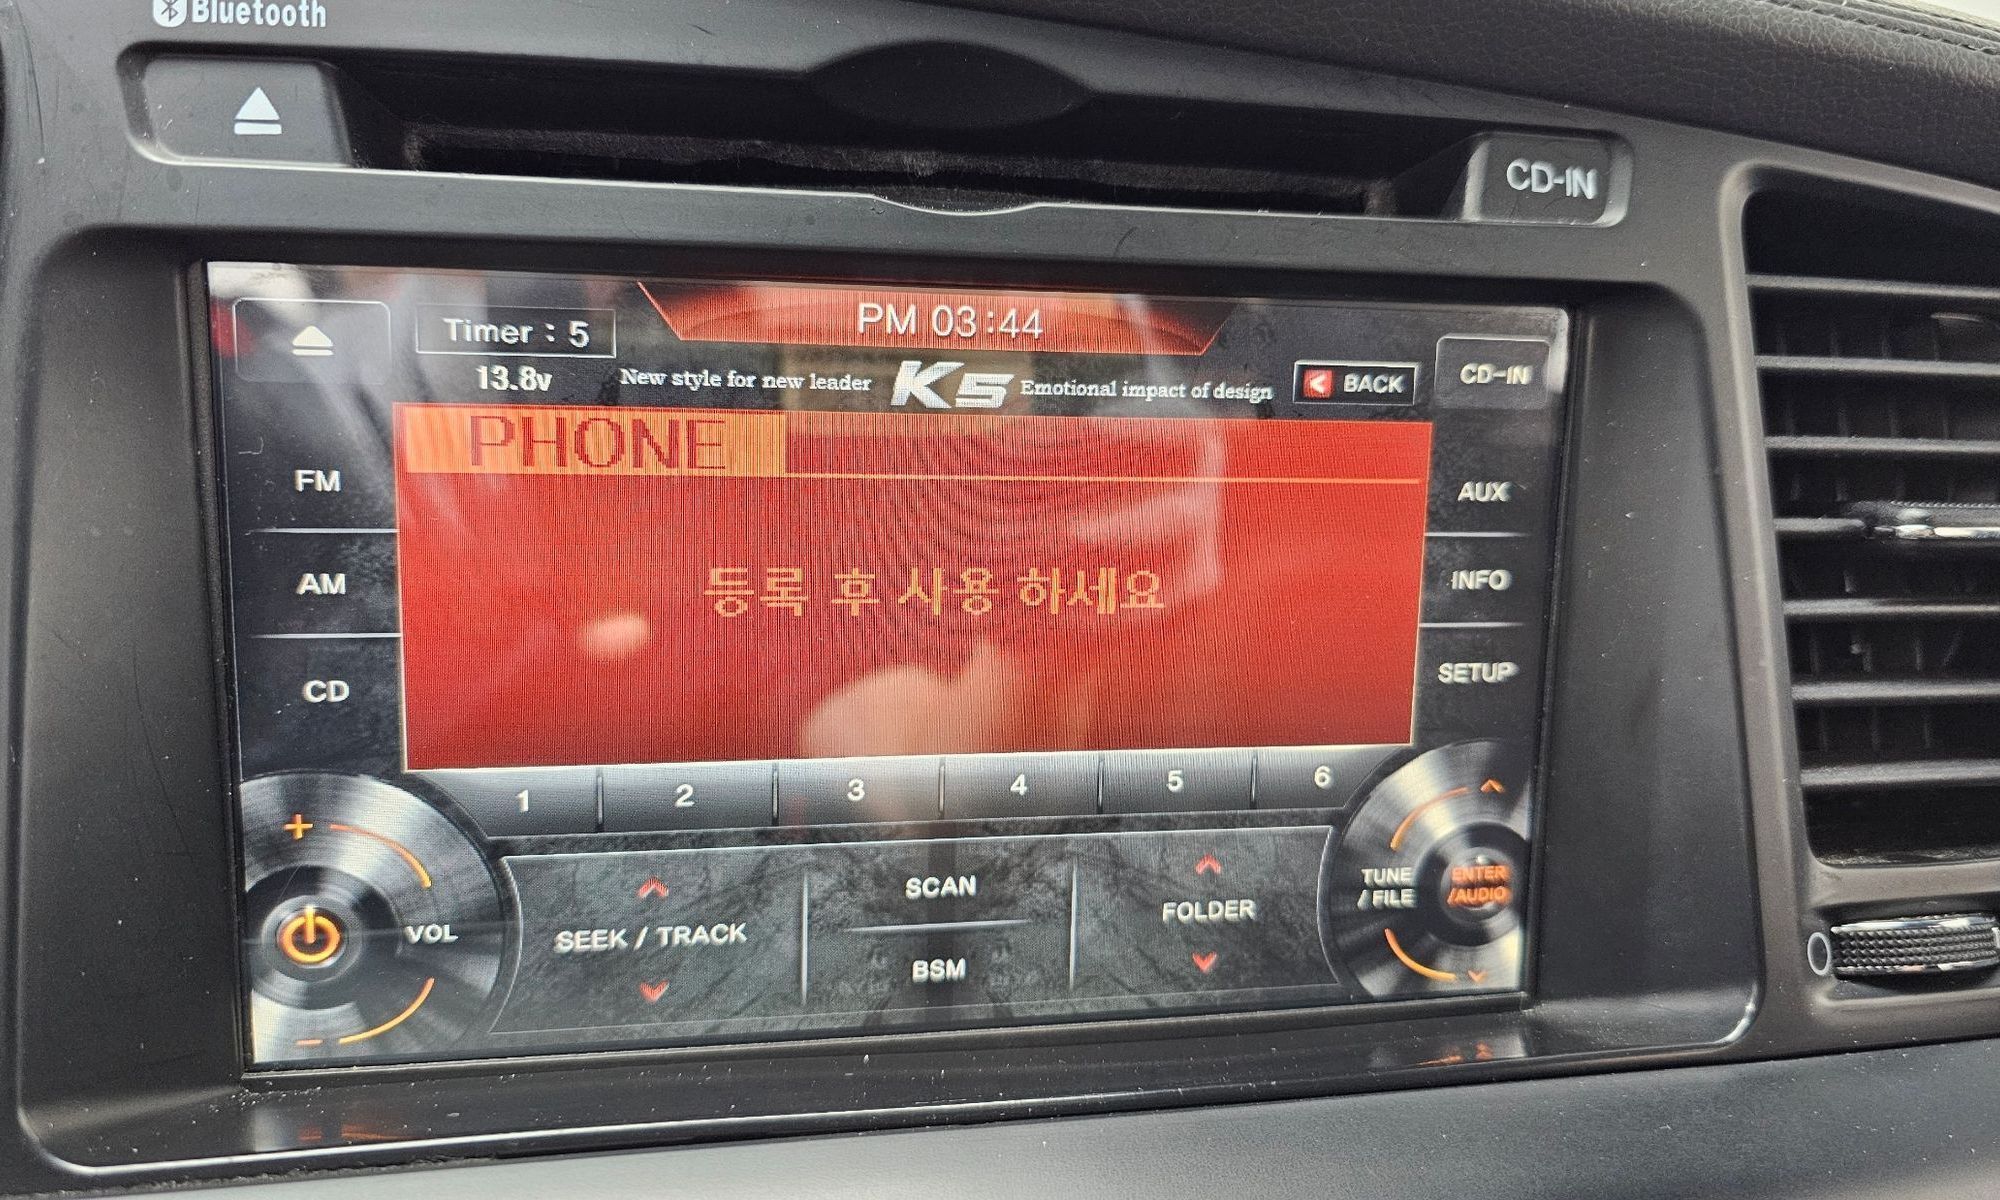 Bluetooth
CD-IN
Timer : 5
PM 03:44
13.8v
New style for new leader
K5
Emotional impact of design
BACK
CD-IN
PHONE
FM
AUX
등록 후 사용 하세요
AM
INFO
CD
SETUP
1
2
3
4
5
6
+
VOL
-
SEEK / TRACK
SCAN
BSM
FOLDER
TUNE
/ FILE
ENTER
/AUDIO